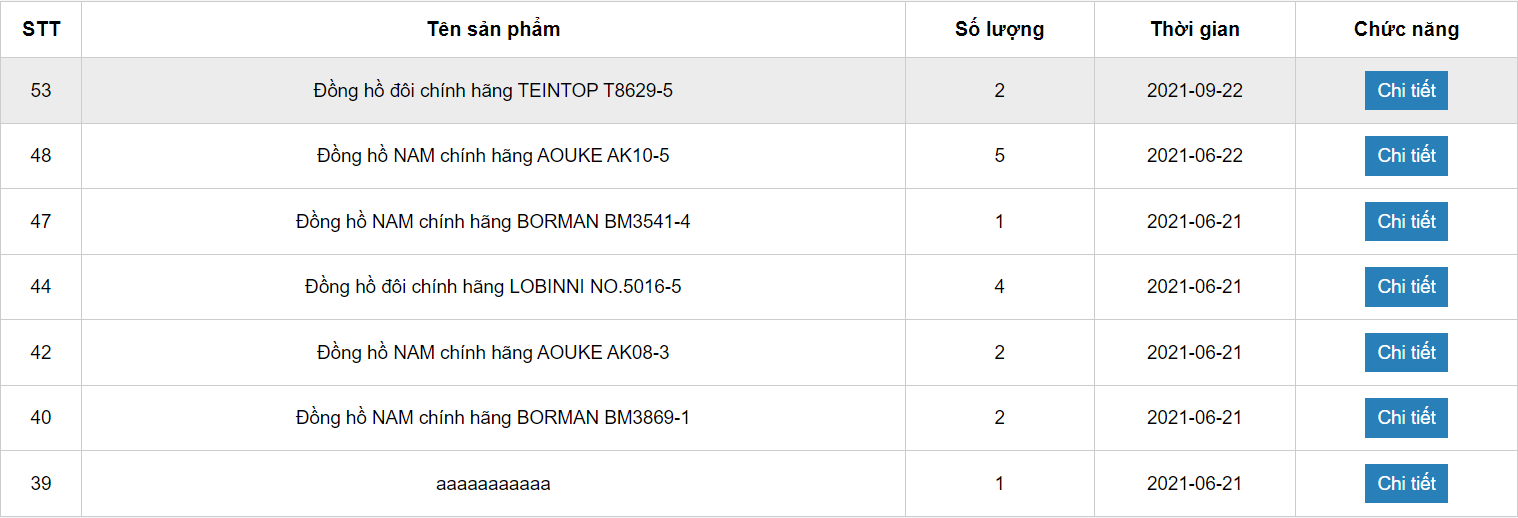 STT Tên sản phẩm Số lượng Thời gian Chức năng
53 Đồng hồ đôi chính hãng TEINTOP T8629-5 2 2021-09-22 Chi tiết
48 Đồng hồ NAM chính hãng AOUKE AK10-5 5 2021-06-22 Chi tiết
47 Đồng hồ NAM chính hãng BORMAN BM3541-4 1 2021-06-21 Chi tiết
44 Đồng hồ đôi chính hãng LOBINNI NO.5016-5 4 2021-06-21 Chi tiết
42 Đồng hồ NAM chính hãng AOUKE AK08-3 2 2021-06-21 Chi tiết
40 Đồng hồ NAM chính hãng BORMAN BM3869-1 2 2021-06-21 Chi tiết
39 aaaaaaaaaaa 1 2021-06-21 Chi tiết